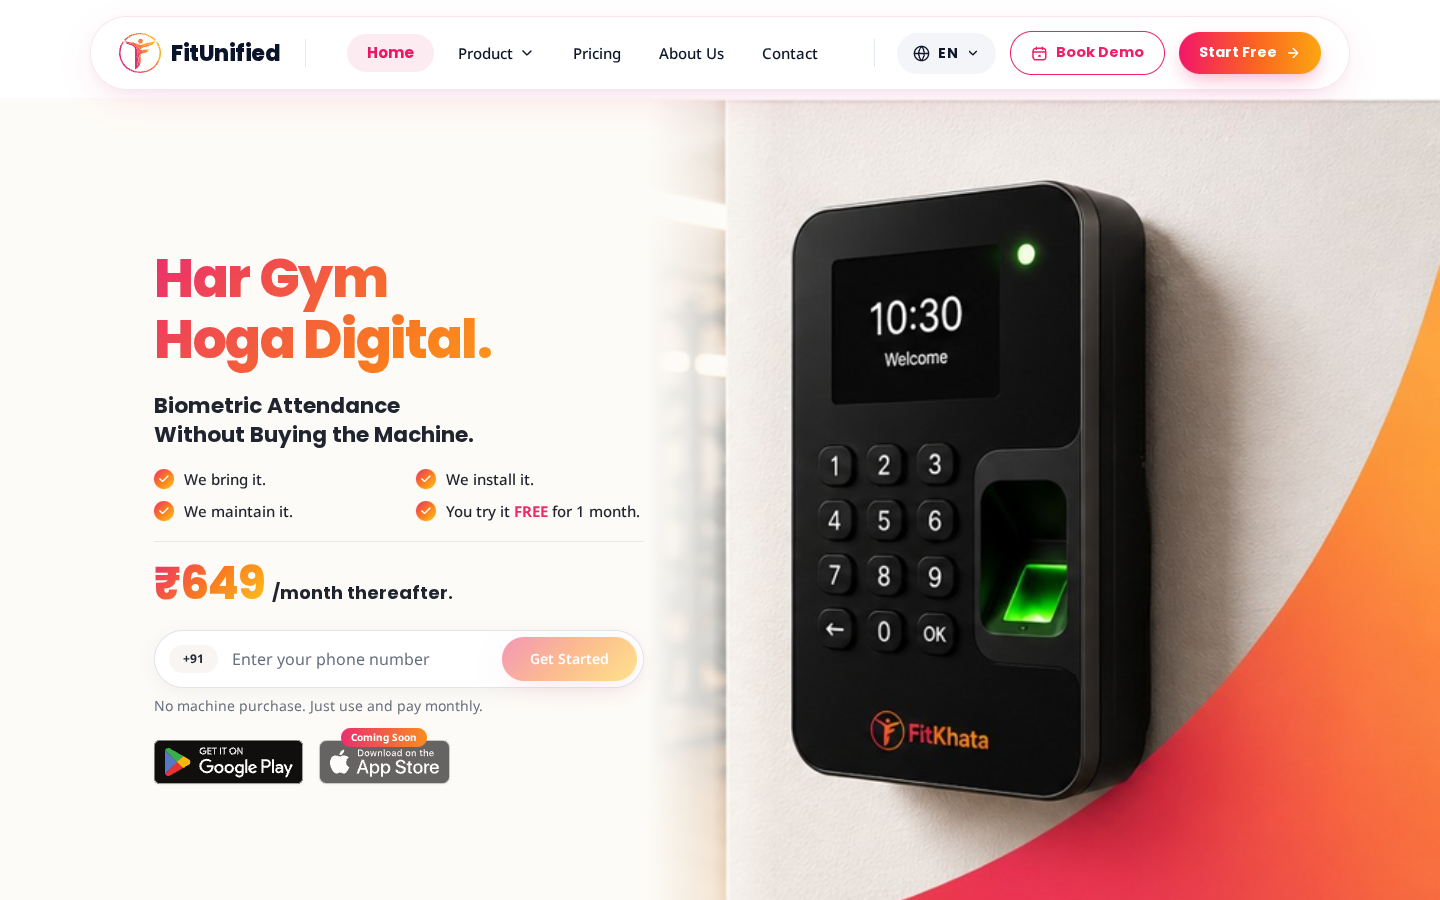 FitUnified
Home
Product
Pricing
About Us
Contact
EN
Book Demo
Start Free
Har Gym
Hoga Digital.
Biometric Attendance
Without Buying the Machine.
We bring it.
We install it.
We maintain it.
You try it FREE for 1 month.
₹649 /month thereafter.
+91
Enter your phone number
Get Started
No machine purchase. Just use and pay monthly.
GET IT ON
Google Play
Coming Soon
Download on the
App Store
10:30
Welcome
1 2 3
4 5 6
7 8 9
← 0 OK
FitKhata